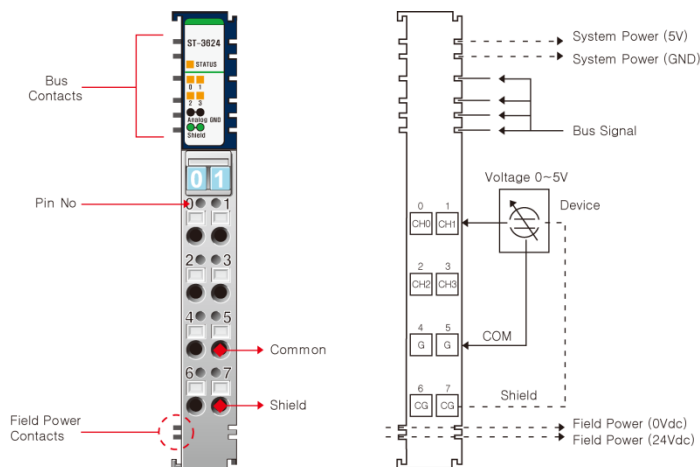 ST-3624
STATUS
0 1
2 3
Analog GND
Shield
Bus
Contacts
01
Pin No
0 1
2 3
4 5
Common
6 7
Shield
Field Power
Contacts
System Power (5V)
System Power (GND)
Bus Signal
Voltage 0~5V
Device
0 1
CH0 CH1
2 3
CH2 CH3
4 5
G G
COM
6 7
CG CG
Shield
Field Power (0Vdc)
Field Power (24Vdc)